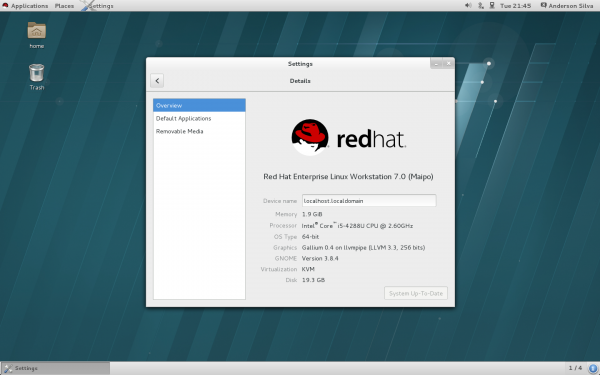 Applications Places Settings Tue 21:45 Anderson Silva
home
Trash
Settings
Details
Overview
Default Applications
Removable Media
redhat.
Red Hat Enterprise Linux Workstation 7.0 (Maipo)
Device name localhost.localdomain
Memory 1.9 GiB
Processor Intel® Core™ i5-4288U CPU @ 2.60GHz
OS Type 64-bit
Graphics Gallium 0.4 on llvmpipe (LLVM 3.3, 256 bits)
GNOME Version 3.8.4
Virtualization KVM
Disk 19.3 GB
System Up-To-Date
Settings 1 / 4